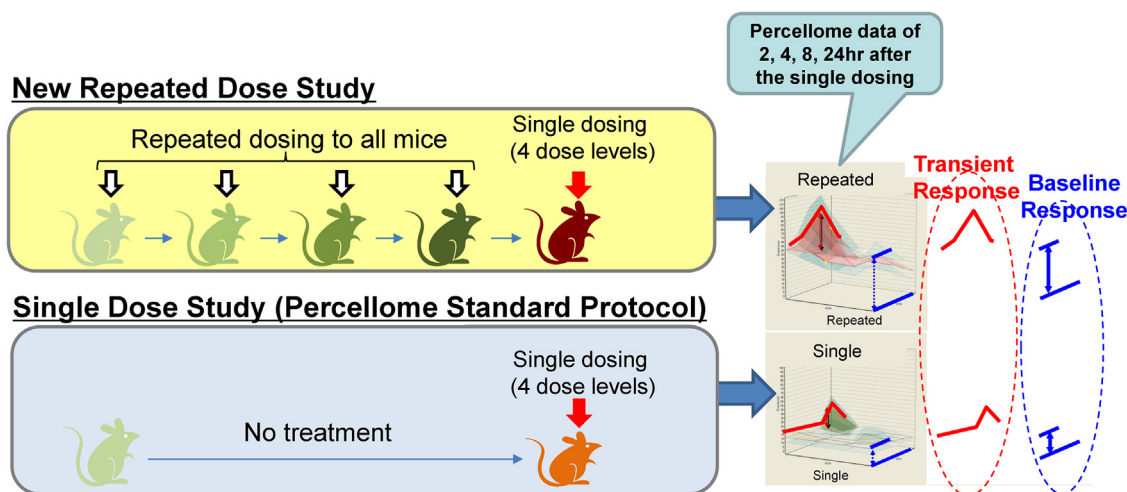 Percellome data of
2, 4, 8, 24hr after
the single dosing
New Repeated Dose Study
Repeated dosing to all mice
Single dosing
(4 dose levels)
Repeated
Repeated
Transient
Response
Baseline
Response
Single Dose Study (Percellome Standard Protocol)
Single dosing
(4 dose levels)
No treatment
Single
Single